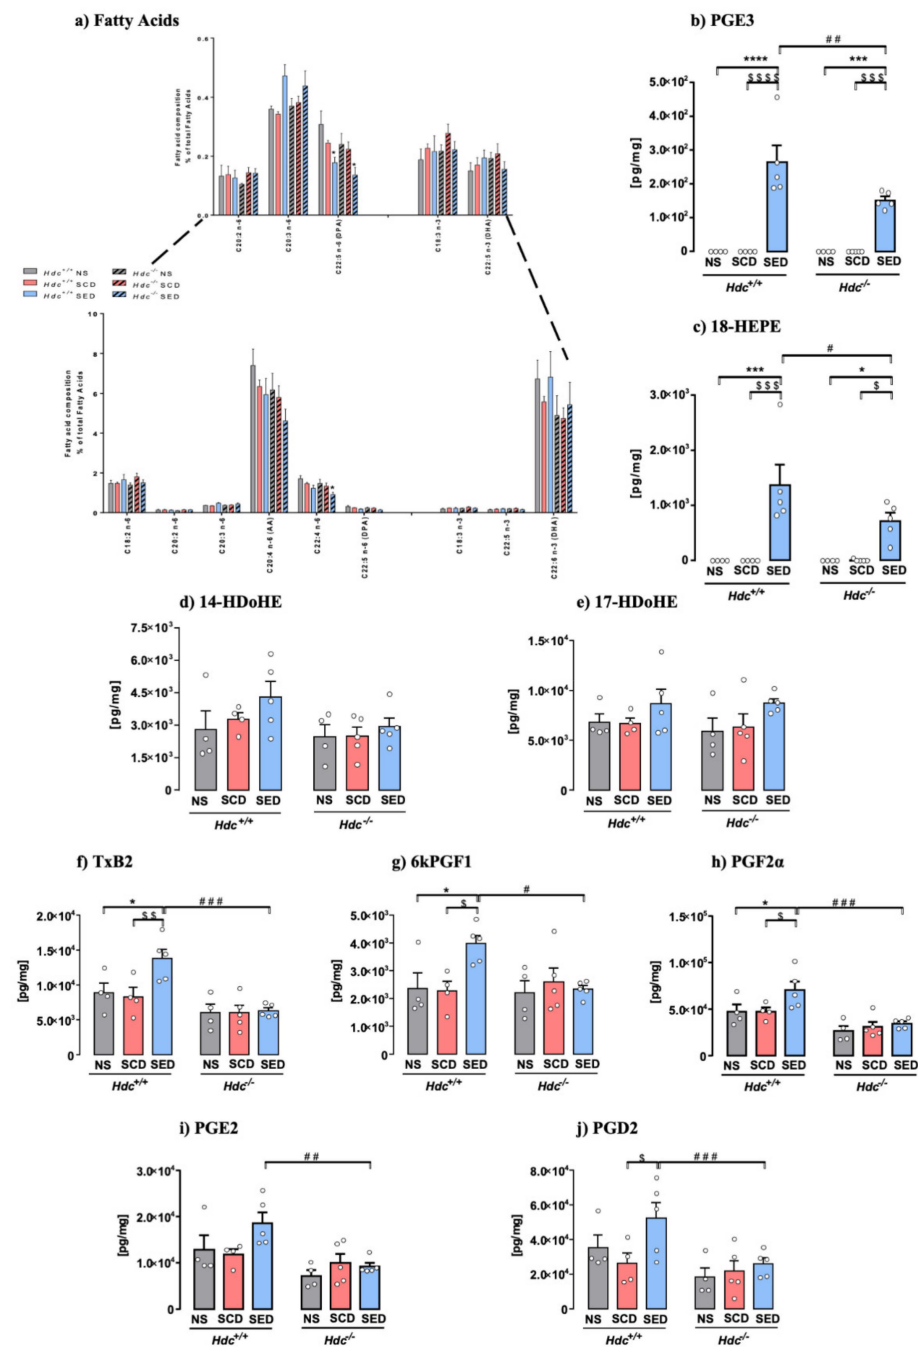 a) Fatty Acids
Fatty acid composition
% of total Fatty Acids
0.6
0.4
0.2
0.0
C20:2 n-6
C20:3 n-6
C22:5 n-6 (DPA)
C18:3 n-3
C22:5 n-3 (DHA)
*
*
Hdc+/+ NS
Hdc+/+ SCD
Hdc+/+ SED
Hdc-/- NS
Hdc-/- SCD
Hdc-/- SED
Fatty acid composition
% of total Fatty Acids
10
8
6
4
2
0
*
C18:2 n-6
C20:2 n-6
C20:3 n-6
C20:4 n-6 (AA)
C22:4 n-6
C22:5 n-6 (DPA)
C18:3 n-3
C22:5 n-3
C22:6 n-3 (DHA)
b) PGE3
##
**** ***
$$$$ $$$
[pg/mg]
5.0×10²
3.0×10²
2.0×10²
1.0×10²
0
NS SCD SED NS SCD SED
Hdc+/+ Hdc-/-
c) 18-HEPE
#
*** *
$$$ $
[pg/mg]
3.0×10³
2.0×10³
1.0×10³
0
NS SCD SED NS SCD SED
Hdc+/+ Hdc-/-
d) 14-HDoHE
[pg/mg]
7.5×10³
6.0×10³
4.5×10³
3.0×10³
1.5×10³
0
NS SCD SED NS SCD SED
Hdc+/+ Hdc-/-
e) 17-HDoHE
[pg/mg]
1.5×10⁴
1.0×10⁴
5.0×10³
0
NS SCD SED NS SCD SED
Hdc+/+ Hdc-/-
f) TxB2
* ###
$$
[pg/mg]
2.0×10⁴
1.5×10⁴
1.0×10⁴
5.0×10³
0
NS SCD SED NS SCD SED
Hdc+/+ Hdc-/-
g) 6kPGF1
* #
$
[pg/mg]
5.0×10³
4.0×10³
3.0×10³
2.0×10³
1.0×10³
0
NS SCD SED NS SCD SED
Hdc+/+ Hdc-/-
h) PGF2α
* ###
$
[pg/mg]
1.5×10⁵
1.0×10⁵
5.0×10⁴
0
NS SCD SED NS SCD SED
Hdc+/+ Hdc-/-
i) PGE2
##
[pg/mg]
3.0×10⁴
2.0×10⁴
1.0×10⁴
0
NS SCD SED NS SCD SED
Hdc+/+ Hdc-/-
j) PGD2
$ ###
[pg/mg]
8.0×10⁴
6.0×10⁴
4.0×10⁴
2.0×10⁴
0
NS SCD SED NS SCD SED
Hdc+/+ Hdc-/-